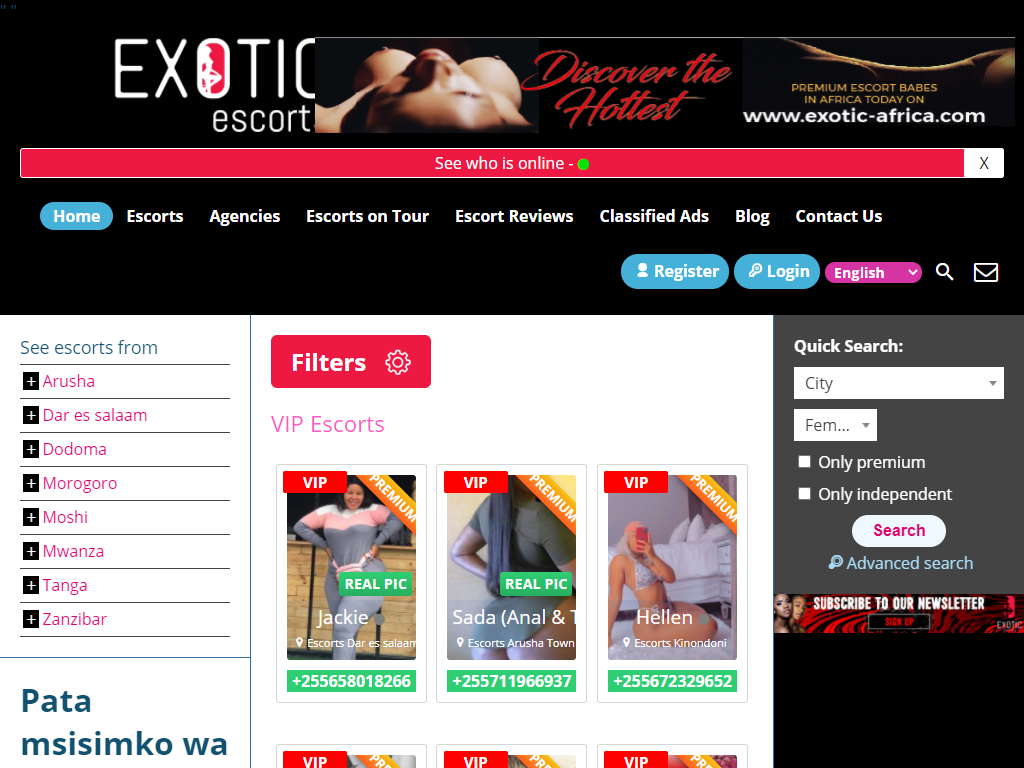 " "
EXOTIC
escorts
Discover the
Hottest
PREMIUM ESCORT BABES
IN AFRICA TODAY ON
www.exotic-africa.com
See who is online -
X
Home
Escorts
Agencies
Escorts on Tour
Escort Reviews
Classified Ads
Blog
Contact Us
Register
Login
English
See escorts from
+ Arusha
+ Dar es salaam
+ Dodoma
+ Morogoro
+ Moshi
+ Mwanza
+ Tanga
+ Zanzibar
Pata
msisimko wa
Filters
VIP Escorts
VIP
PREMIUM
REAL PIC
Jackie
Escorts Dar es salaam
+255658018266
VIP
PREMIUM
REAL PIC
Sada (Anal & T
Escorts Arusha Town
+255711966937
VIP
PREMIUM
Hellen
Escorts Kinondoni
+255672329652
VIP
PRE
VIP
PRE
VIP
PRE
Quick Search:
City
Fem...
Only premium
Only independent
Search
Advanced search
SUBSCRIBE TO OUR NEWSLETTER
SIGN UP
EXOTIC